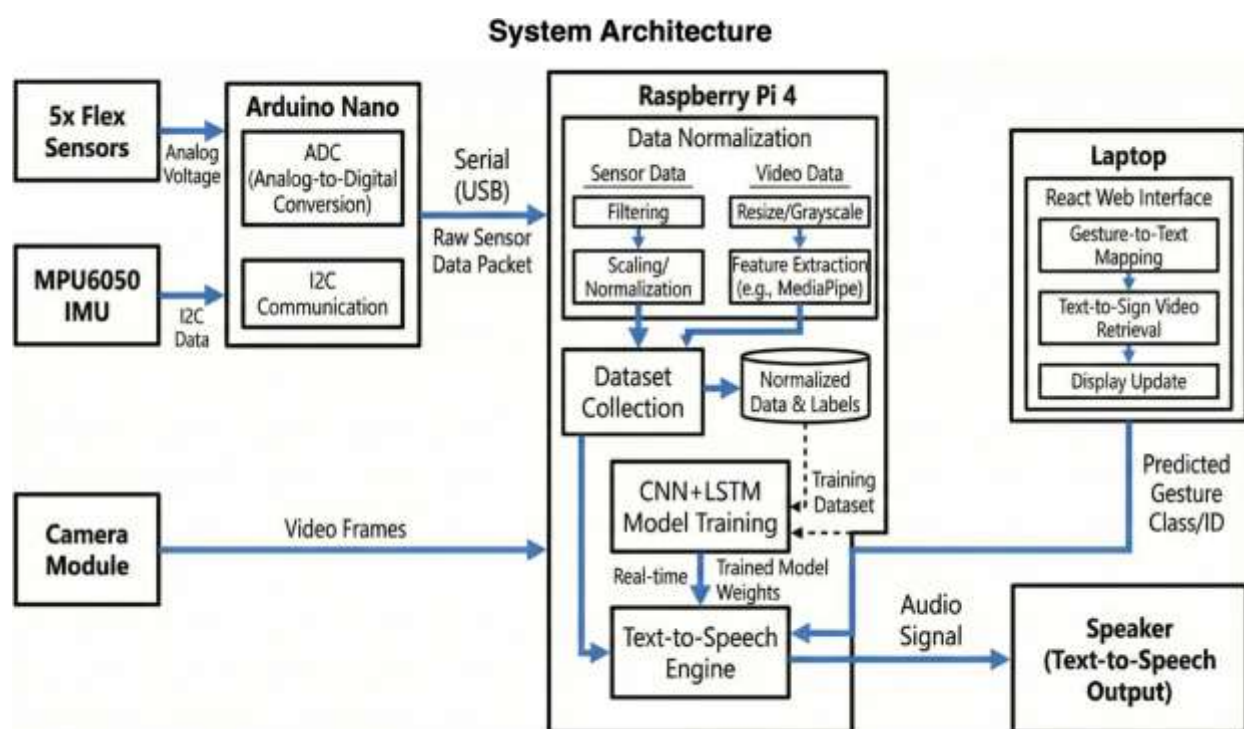 System Architecture
5x Flex
Sensors
Analog
Voltage
MPU6050
IMU
I2C
Data
Camera
Module
Video Frames
Arduino Nano
ADC
(Analog-to-Digital
Conversion)
I2C
Communication
Serial
(USB)
Raw Sensor
Data Packet
Raspberry Pi 4
Data Normalization
Sensor Data
Filtering
Scaling/
Normalization
Video Data
Resize/Grayscale
Feature Extraction
(e.g., MediaPipe)
Dataset
Collection
Normalized
Data & Labels
Training
Dataset
CNN+LSTM
Model Training
Real-time
Trained Model
Weights
Text-to-Speech
Engine
Laptop
React Web Interface
Gesture-to-Text
Mapping
Text-to-Sign Video
Retrieval
Display Update
Predicted
Gesture
Class/ID
Audio
Signal
Speaker
(Text-to-Speech
Output)